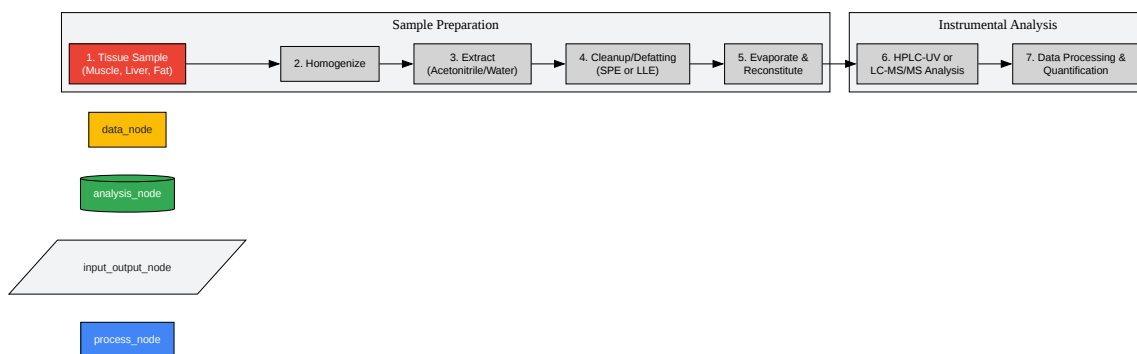 Sample Preparation
Instrumental Analysis
1. Tissue Sample
(Muscle, Liver, Fat)
2. Homogenize
3. Extract
(Acetonitrile/Water)
4. Cleanup/Defatting
(SPE or LLE)
5. Evaporate &
Reconstitute
6. HPLC-UV or
LC-MS/MS Analysis
7. Data Processing &
Quantification
data_node
analysis_node
input_output_node
process_node